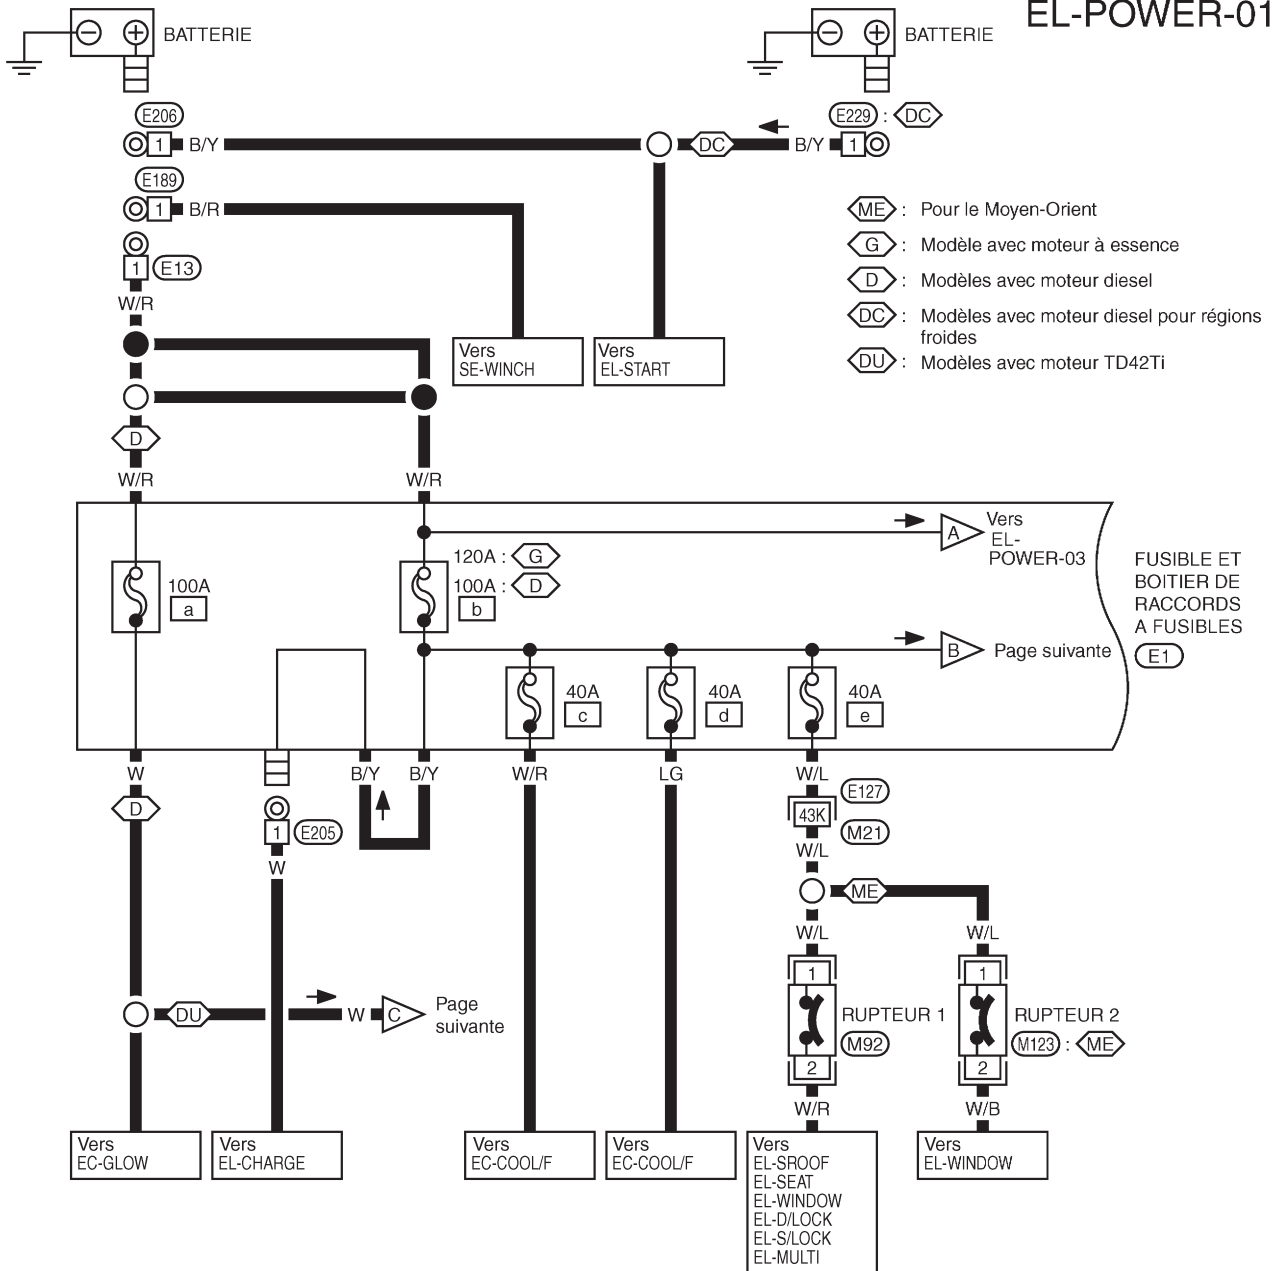 EL-POWER-01
BATTERIE
BATTERIE
E206
E229 : DC
1 B/Y
DC
B/Y 1
E189
1 B/R
1 E13
W/R
ME : Pour le Moyen-Orient
G : Modèle avec moteur à essence
D : Modèles avec moteur diesel
DC : Modèles avec moteur diesel pour régions
froides
DU : Modèles avec moteur TD42Ti
Vers
SE-WINCH
Vers
EL-START
D
W/R
W/R
A
Vers
EL-
POWER-03
120A : G
100A : D
b
100A
a
FUSIBLE ET
BOITIER DE
RACCORDS
A FUSIBLES
E1
B Page suivante
40A
c
40A
d
40A
e
W
B/Y
B/Y
W/R
LG
W/L
D
E127
43K
M21
1 E205
W
W/L
ME
W/L
W/L
1
1
DU
W C
Page
suivante
RUPTEUR 1
M92
RUPTEUR 2
M123 : ME
2
2
W/R
W/B
Vers
EC-GLOW
Vers
EL-CHARGE
Vers
EC-COOL/F
Vers
EC-COOL/F
Vers
EL-SROOF
EL-SEAT
EL-WINDOW
EL-D/LOCK
EL-S/LOCK
EL-MULTI
Vers
EL-WINDOW